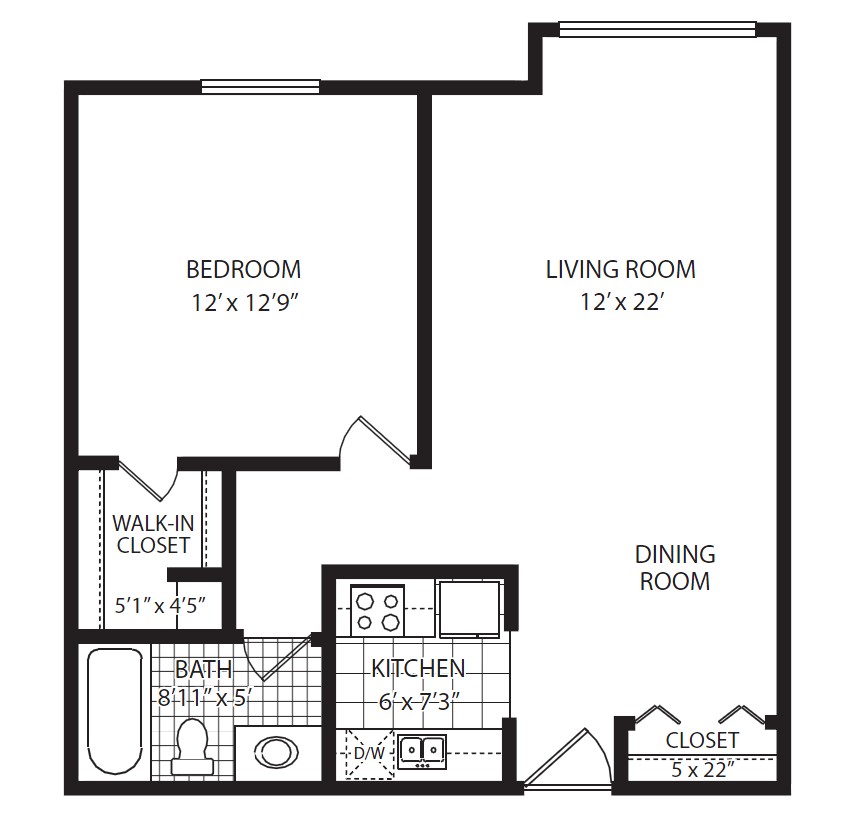 BEDROOM
12’ x 12’9”
LIVING ROOM
12’ x 22’
WALK-IN
CLOSET
5’1” x 4’5”
DINING
ROOM
BATH
8’11” x 5’
KITCHEN
6’ x 7’3”
D/W
CLOSET
5 x 22”